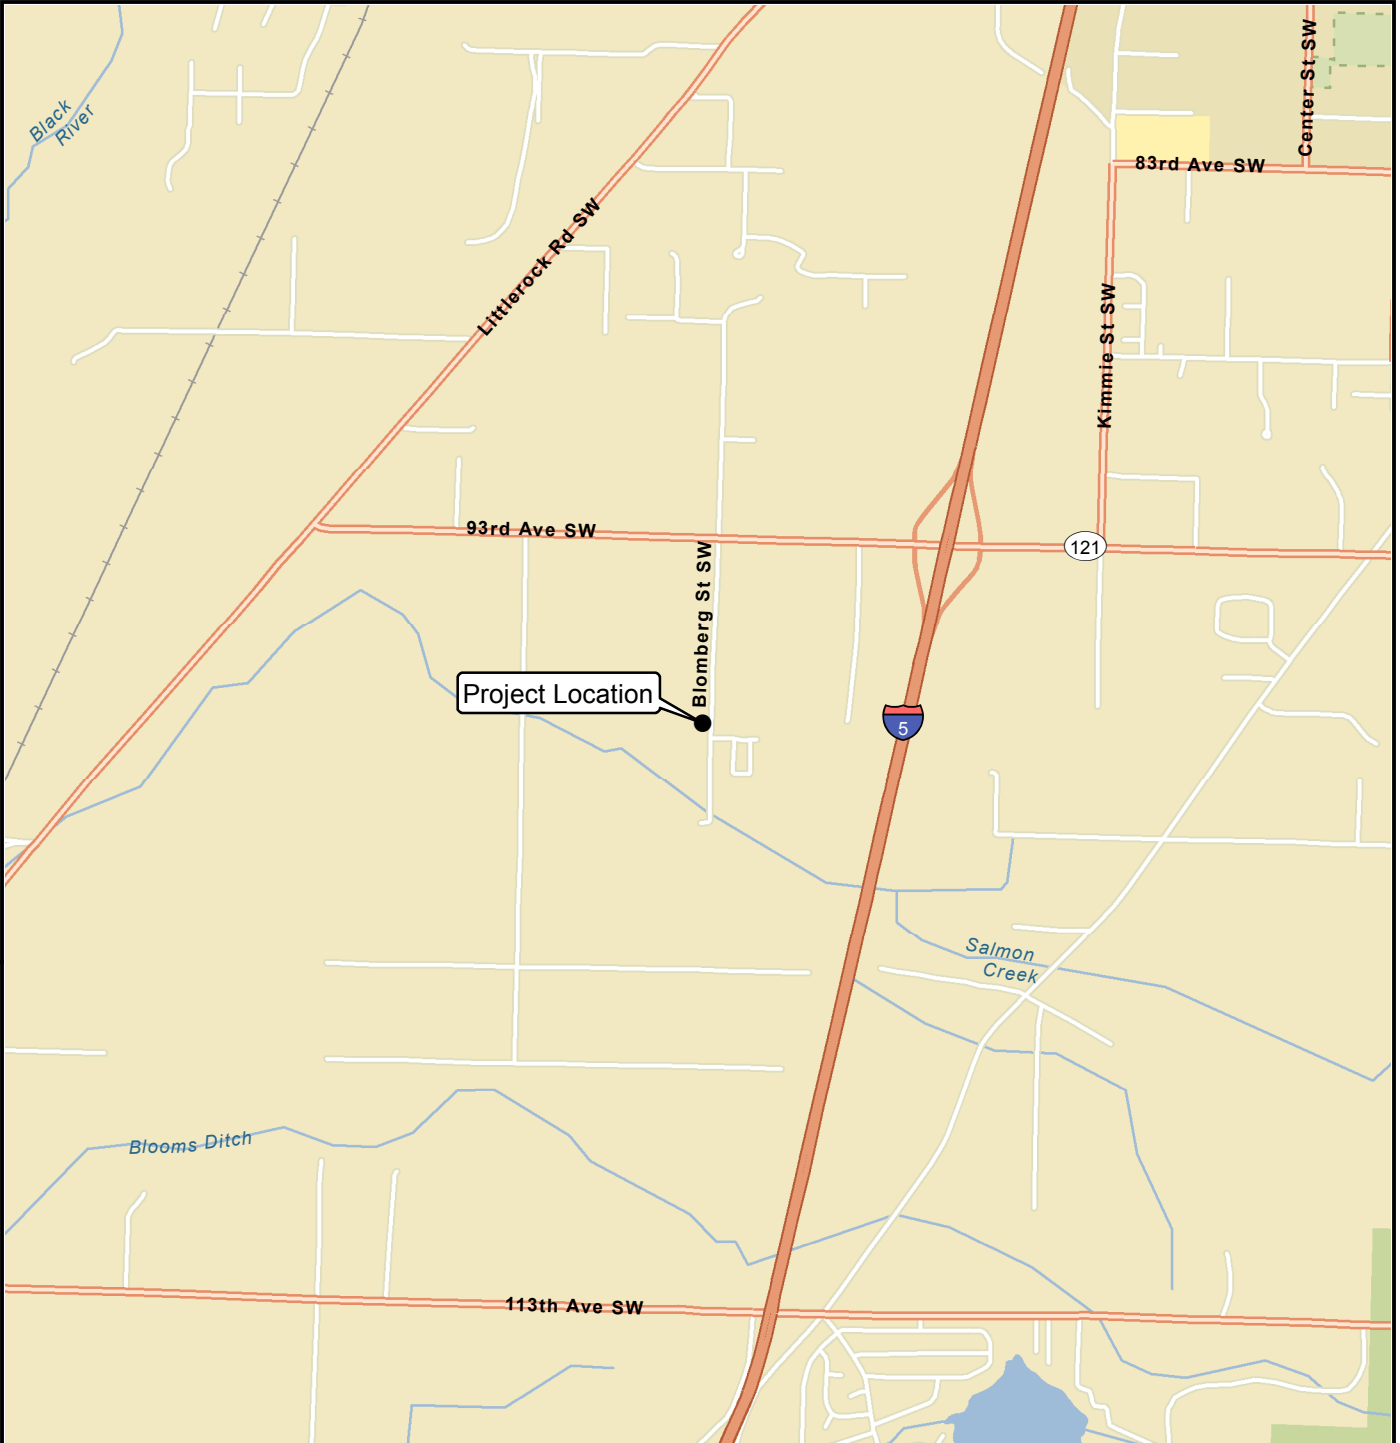 Black
River
Center St SW
83rd Ave SW
Littlerock Rd SW
Kimmie St SW
93rd Ave SW
121
Blomberg St SW
Project Location
5
Salmon
Creek
Blooms Ditch
113th Ave SW